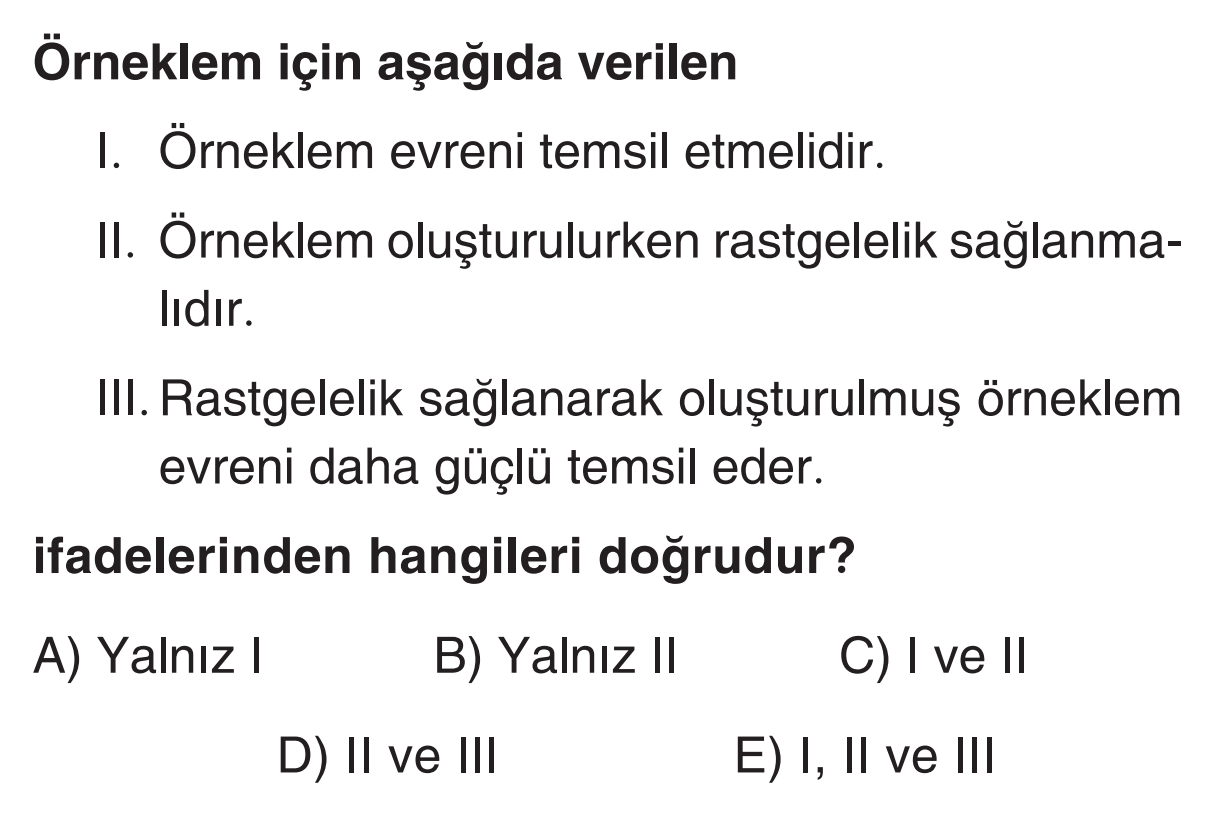 Örneklem için aşağıda verilen
I. Örneklem evreni temsil etmelidir.
II. Örneklem oluşturulurken rastgelelik sağlanma-
lıdır.
III. Rastgelelik sağlanarak oluşturulmuş örneklem
evreni daha güçlü temsil eder.
ifadelerinden hangileri doğrudur?
A) Yalnız I B) Yalnız II C) I ve II
D) II ve III E) I, II ve III